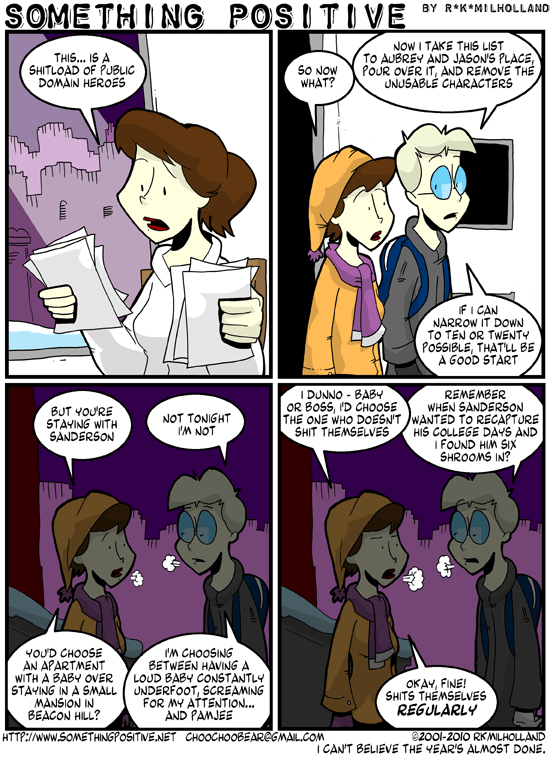 SOMETHING POSITIVE BY R*K*MILHOLLAND
THIS... IS A
SHITLOAD OF PUBLIC
DOMAIN HEROES
SO NOW
WHAT?
NOW I TAKE THIS LIST
TO AUBREY AND JASON'S PLACE,
POUR OVER IT, AND REMOVE THE
UNUSABLE CHARACTERS
IF I CAN
NARROW IT DOWN
TO TEN OR TWENTY
POSSIBLE, THAT'LL BE
A GOOD START
BUT YOU'RE
STAYING WITH
SANDERSON
NOT TONIGHT
I'M NOT
YOU'D CHOOSE
AN APARTMENT
WITH A BABY OVER
STAYING IN A SMALL
MANSION IN
BEACON HILL?
I'M CHOOSING
BETWEEN HAVING A
LOUD BABY CONSTANTLY
UNDERFOOT, SCREAMING
FOR MY ATTENTION...
AND PAMJEE
I DUNNO - BABY
OR BOSS, I'D CHOOSE
THE ONE WHO DOESN'T
SHIT THEMSELVES
REMEMBER
WHEN SANDERSON
WANTED TO RECAPTURE
HIS COLLEGE DAYS AND
I FOUND HIM SIX
SHROOMS IN?
OKAY, FINE!
SHITS THEMSELVES
REGULARLY
HTTP://WWW.SOMETHINGPOSITIVE.NET CHOOCHOOBEAR@GMAIL.COM
©2001-2010 RKMILHOLLAND
I CAN'T BELIEVE THE YEAR'S ALMOST DONE.